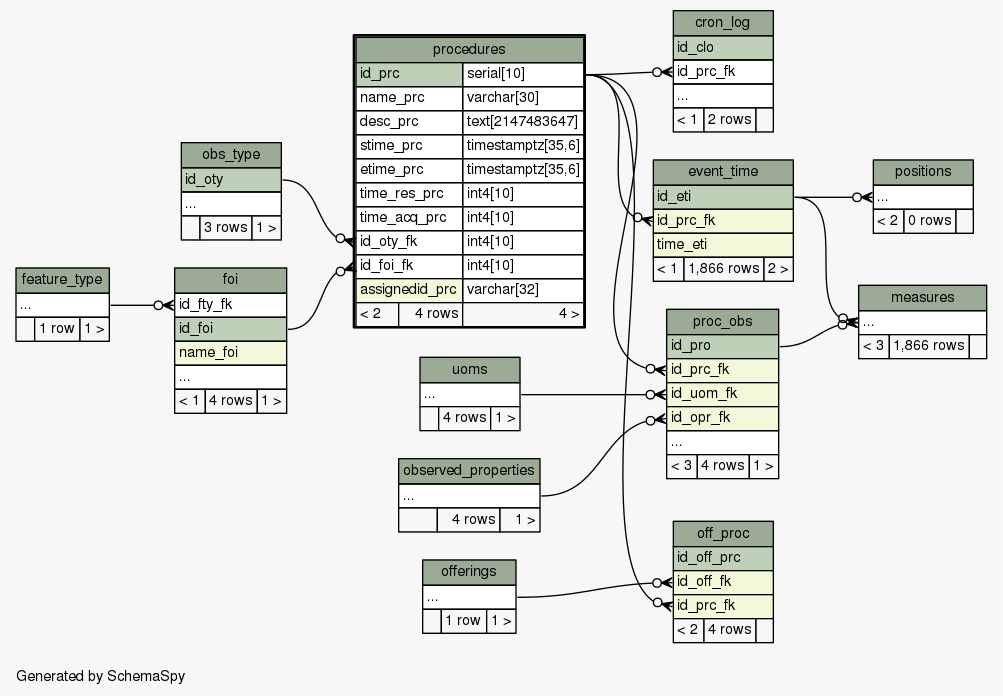 cron_log
id_clo
id_prc_fk
...
< 1 2 rows
procedures
id_prc serial[10]
name_prc varchar[30]
desc_prc text[2147483647]
stime_prc timestamptz[35,6]
etime_prc timestamptz[35,6]
time_res_prc int4[10]
time_acq_prc int4[10]
id_oty_fk int4[10]
id_foi_fk int4[10]
assignedid_prc varchar[32]
< 2 4 rows 4 >
obs_type
id_oty
...
3 rows 1 >
event_time
id_eti
id_prc_fk
time_eti
< 1 1,866 rows 2 >
positions
...
< 2 0 rows
feature_type
...
1 row 1 >
foi
id_fty_fk
id_foi
name_foi
...
< 1 4 rows 1 >
measures
...
< 3 1,866 rows
proc_obs
id_pro
id_prc_fk
id_uom_fk
id_opr_fk
...
< 3 4 rows 1 >
uoms
...
4 rows 1 >
observed_properties
...
4 rows 1 >
off_proc
id_off_prc
id_off_fk
id_prc_fk
< 2 4 rows
offerings
...
1 row 1 >
Generated by SchemaSpy